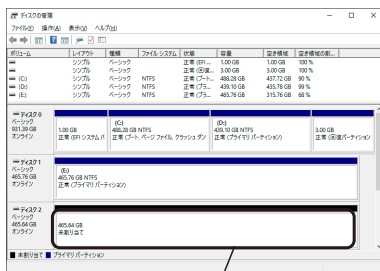 ディスクの管理
ファイル(F) 操作(A) 表示(V) ヘルプ(H)
ボリューム レイアウト 種類 ファイル システム 状態 容量 空き領域 空き領域の割...
シンプル ベーシック 正常 (EFI ... 1.00 GB 1.00 GB 100 %
シンプル ベーシック 正常 (回復... 3.00 GB 3.00 GB 100 %
(C:) シンプル ベーシック NTFS 正常 (ブート... 488.28 GB 437.72 GB 90 %
(D:) シンプル ベーシック NTFS 正常 (プラ... 439.10 GB 435.78 GB 99 %
(E:) シンプル ベーシック NTFS 正常 (プラ... 465.76 GB 315.76 GB 68 %
ディスク 0
ベーシック
931.39 GB
オンライン
1.00 GB
正常 (EFI システム パ
(C:)
488.28 GB NTFS
正常 (ブート, ページ ファイル, クラッシュ ダン
(D:)
439.10 GB NTFS
正常 (プライマリ パーティション)
3.00 GB
正常 (回復パーティション)
ディスク 1
ベーシック
465.76 GB
オンライン
(E:)
465.76 GB NTFS
正常 (プライマリ パーティション)
ディスク 2
ベーシック
465.64 GB
オンライン
465.64 GB
未割り当て
未割り当て プライマリ パーティション